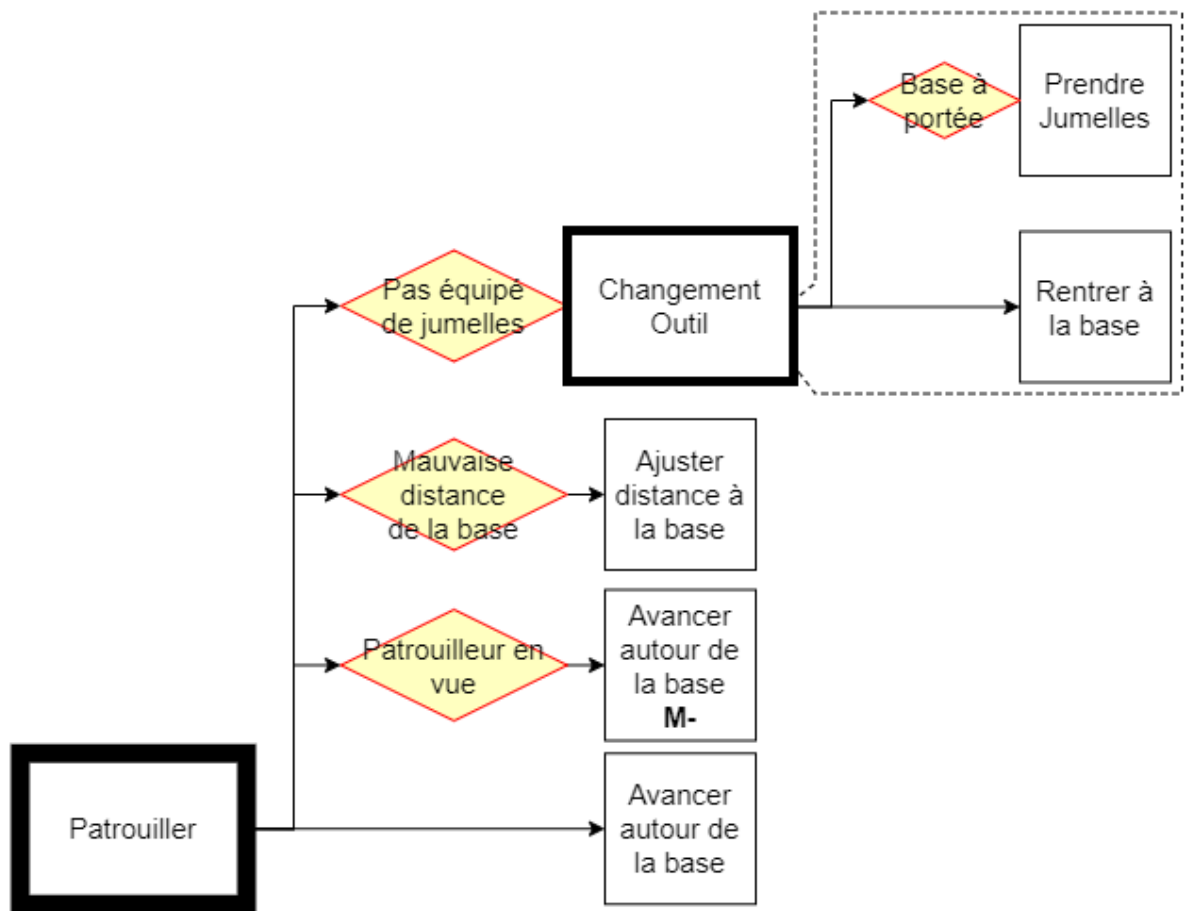 Base à
portée
Prendre
Jumelles
Pas équipé
de jumelles
Changement
Outil
Rentrer à
la base
Mauvaise
distance
de la base
Ajuster
distance à
la base
Patrouilleur en
vue
Avancer
autour de
la base
M-
Patrouiller
Avancer
autour de
la base